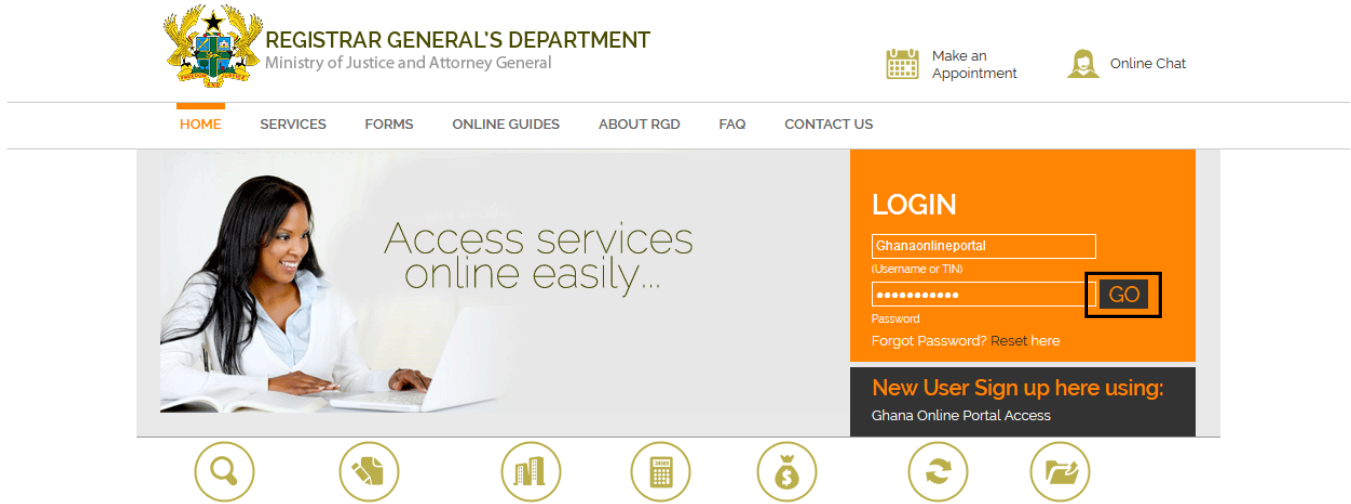 REGISTRAR GENERAL'S DEPARTMENT
Ministry of Justice and Attorney General
Make an
Appointment
Online Chat
HOME SERVICES FORMS ONLINE GUIDES ABOUT RGD FAQ CONTACT US
Access services
online easily...
LOGIN
Ghanaonlineportal
(Username or TIN)
GO
Password
Forgot Password? Reset here
New User Sign up here using:
Ghana Online Portal Access